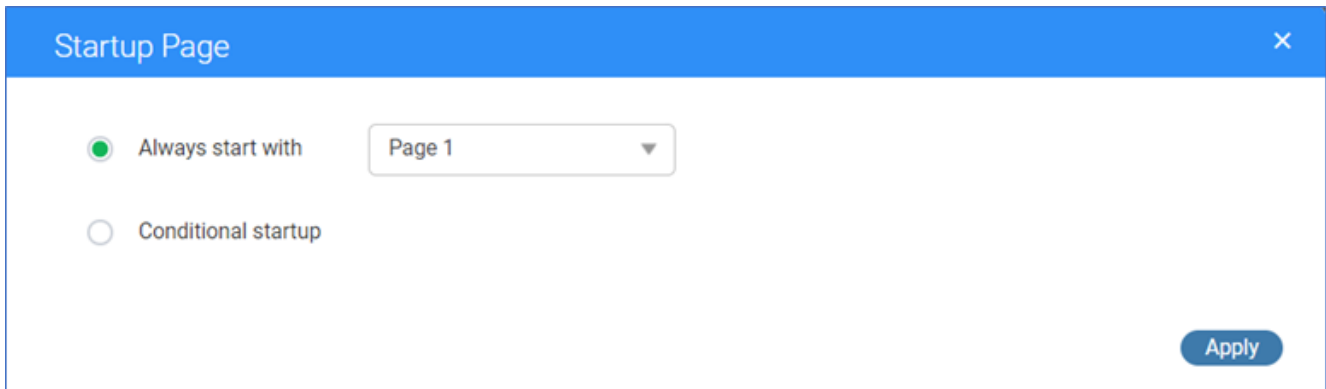 Startup Page
Always start with
Page 1
Conditional startup
Apply